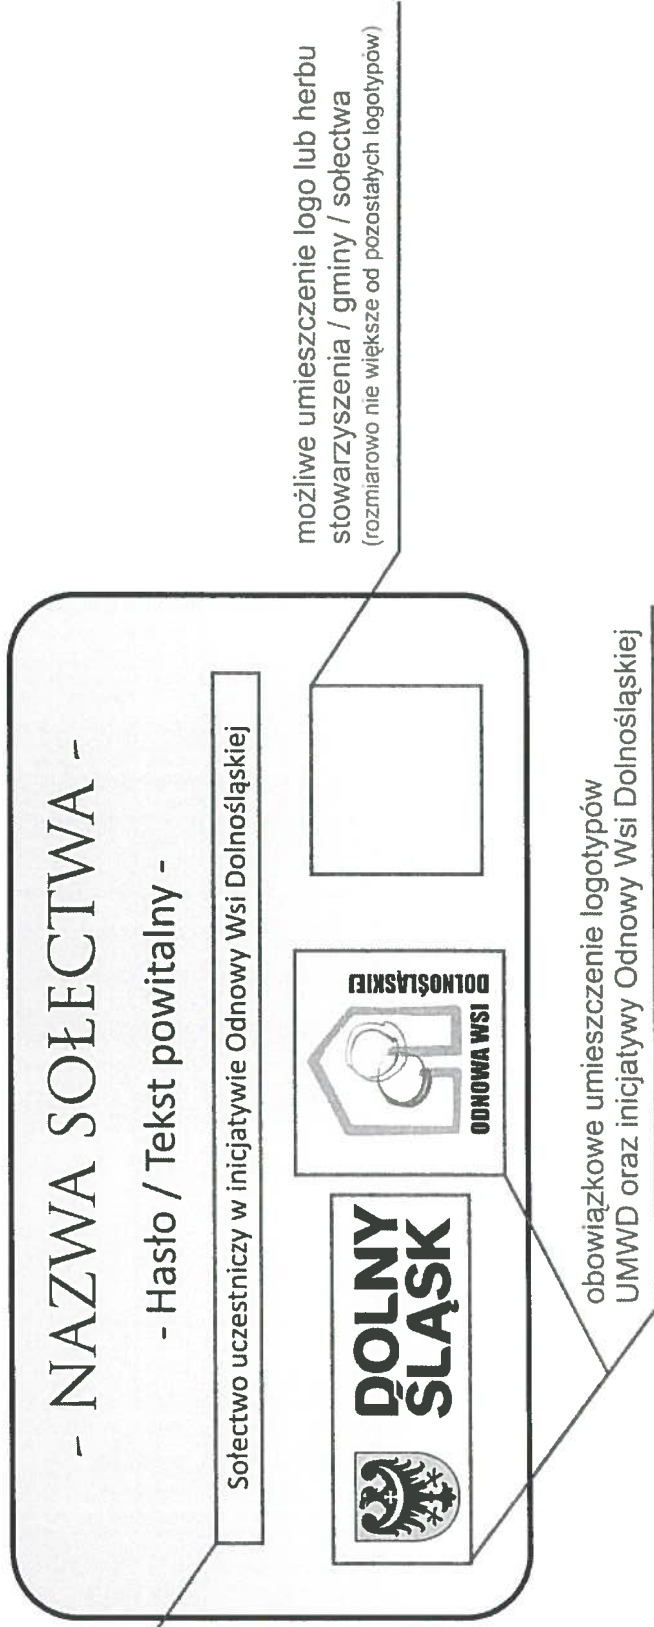 - NAZWA SOŁECTWA -
- Hasło / Tekst powitalny -
Sołectwo uczestniczy w inicjatywie Odnowy Wsi Dolnośląskiej
DOLNY
ŚLĄSK
ODNOWA WSI
DOLNOŚLĄSKIEJ
możliwe umieszczenie logo lub herbu
stowarzyszenia / gminy / sołectwa
(rozmiarowo nie większe od pozostałych logotypów)
obowiązkowe umieszczenie logotypów
UMWD oraz inicjatywy Odnowy Wsi Dolnośląskiej